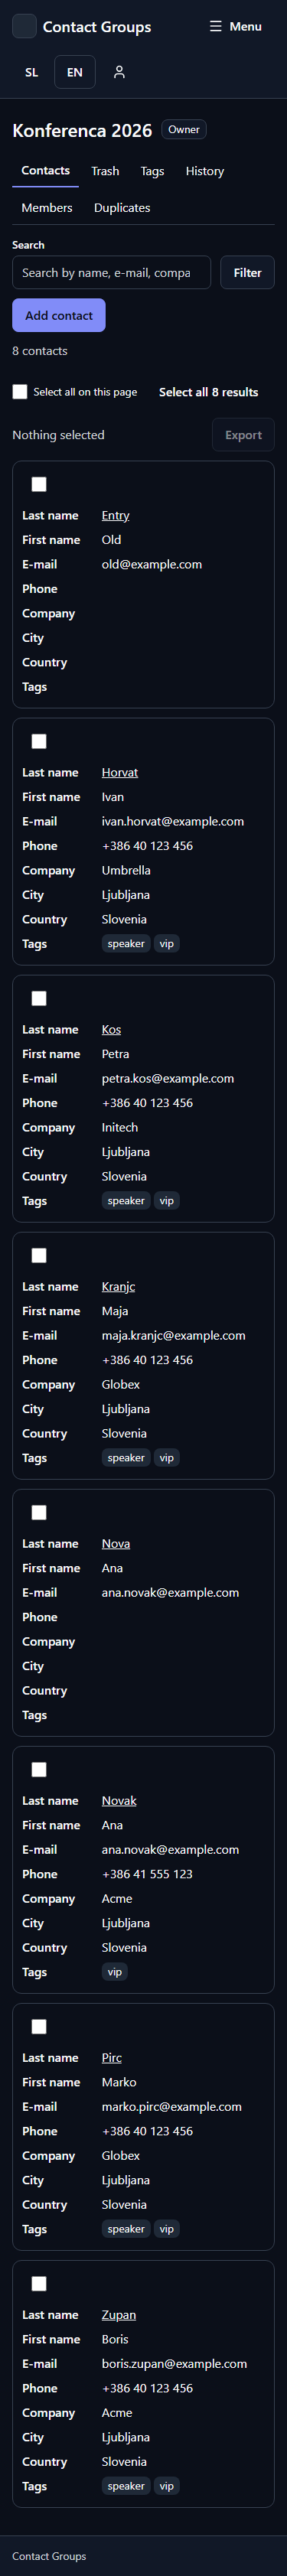 Contact Groups
Menu
SL
EN
Konferenca 2026 Owner
Contacts Trash Tags History
Members Duplicates
Search
Search by name, e-mail, compa Filter
Add contact
8 contacts
Select all on this page Select all 8 results
Nothing selected Export
Last name Entry
First name Old
E-mail old@example.com
Phone
Company
City
Country
Tags
Last name Horvat
First name Ivan
E-mail ivan.horvat@example.com
Phone +386 40 123 456
Company Umbrella
City Ljubljana
Country Slovenia
Tags speaker vip
Last name Kos
First name Petra
E-mail petra.kos@example.com
Phone +386 40 123 456
Company Initech
City Ljubljana
Country Slovenia
Tags speaker vip
Last name Kranjc
First name Maja
E-mail maja.kranjc@example.com
Phone +386 40 123 456
Company Globex
City Ljubljana
Country Slovenia
Tags speaker vip
Last name Nova
First name Ana
E-mail ana.novak@example.com
Phone
Company
City
Country
Tags
Last name Novak
First name Ana
E-mail ana.novak@example.com
Phone +386 41 555 123
Company Acme
City Ljubljana
Country Slovenia
Tags vip
Last name Pirc
First name Marko
E-mail marko.pirc@example.com
Phone +386 40 123 456
Company Globex
City Ljubljana
Country Slovenia
Tags speaker vip
Last name Zupan
First name Boris
E-mail boris.zupan@example.com
Phone +386 40 123 456
Company Acme
City Ljubljana
Country Slovenia
Tags speaker vip
Contact Groups